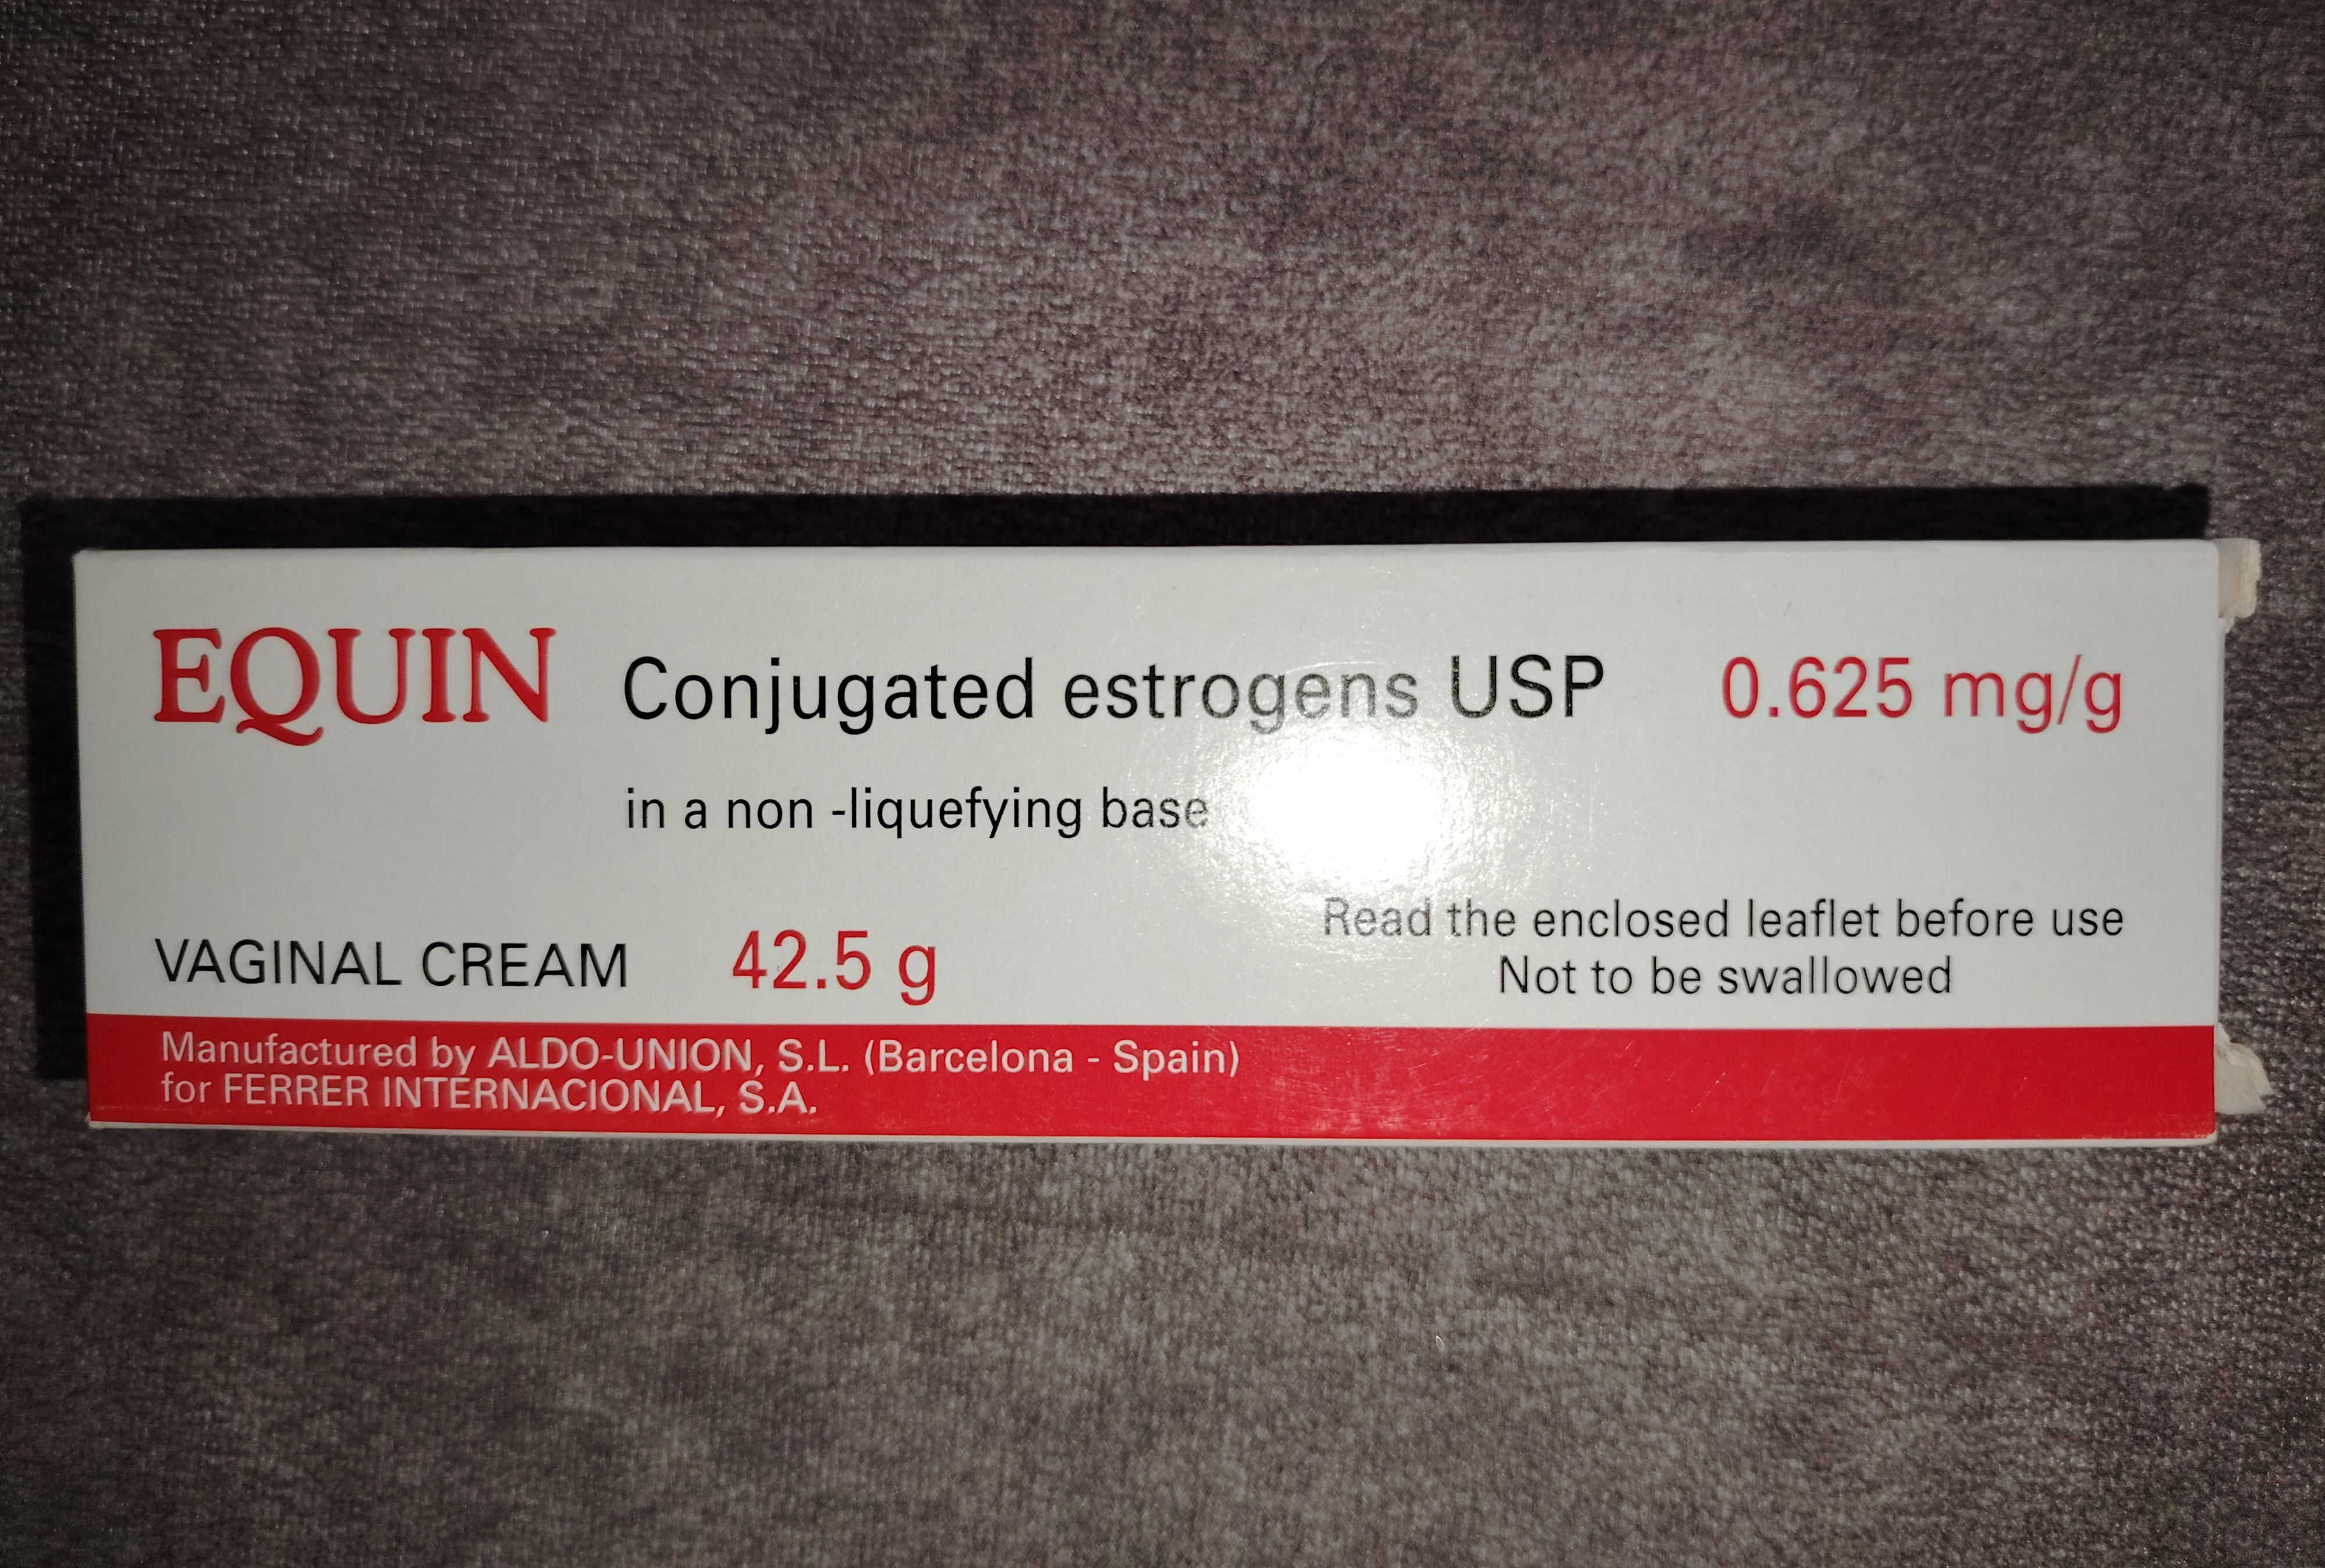 EQUIN Conjugated estrogens USP 0.625 mg/g
in a non -liquefying base
Read the enclosed leaflet before use
VAGINAL CREAM 42.5 g
Not to be swallowed
Manufactured by ALDO-UNION, S.L. (Barcelona - Spain)
for FERRER INTERNACIONAL, S.A.